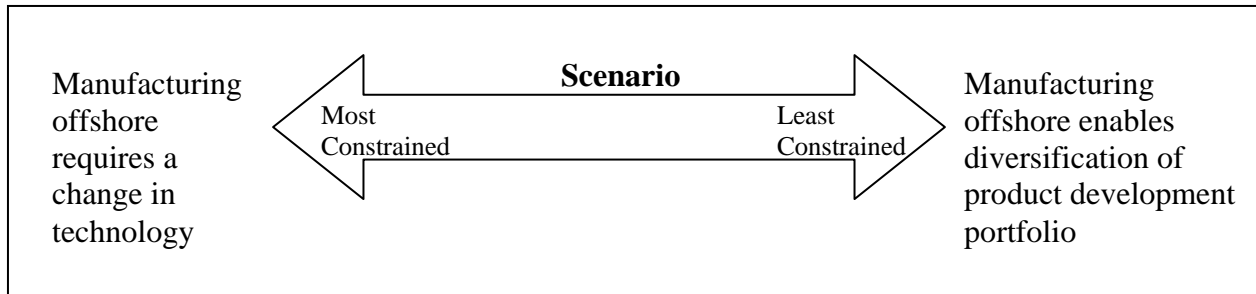 Manufacturing
offshore
requires a
change in
technology
Scenario
Most
Constrained
Least
Constrained
Manufacturing
offshore enables
diversification of
product development
portfolio